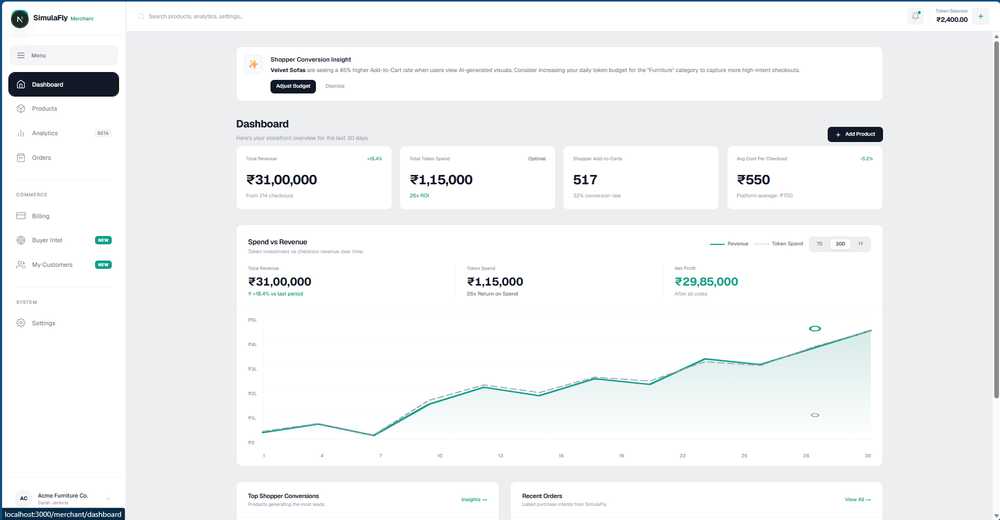 N
SimulaFly Merchant
Search products, analytics, settings...
Token Balance
₹2,400.00
+
Menu
Dashboard
Products
Analytics BETA
Orders
COMMERCE
Billing
Buyer Intel NEW
My Customers NEW
SYSTEM
Settings
AC
Acme Furniture Co.
Sarah Jenkins
localhost:3000/merchant/dashboard
Shopper Conversion Insight
Velvet Sofas are seeing a 45% higher Add-to-Cart rate when users view AI-generated visuals. Consider increasing your daily token budget for the "Furniture" category to capture more high-intent checkouts.
Adjust Budget Dismiss
Dashboard
Here's your storefront overview for the last 30 days.
+ Add Product
Total Revenue +18.4%
₹31,00,000
From 214 checkouts
Total Token Spend Optimal
₹1,15,000
26x ROI
Shopper Add-to-Carts
517
32% conversion rate
Avg Cost Per Checkout -5.2%
₹550
Platform average: ₹700
Spend vs Revenue
Token investment vs checkout revenue over time.
Revenue Token Spend 7D 30D 1Y
Total Revenue
₹31,00,000
↑ +18.4% vs last period
Token Spend
₹1,15,000
26x Return on Spend
Net Profit
₹29,85,000
After all costs
₹5L
₹4L
₹3L
₹2L
₹1L
₹0
1 4 7 10 13 16 19 22 25 28 30
Top Shopper Conversions
Products generating the most leads.
Insights →
Recent Orders
Latest purchase intents from SimulaFly.
View All →